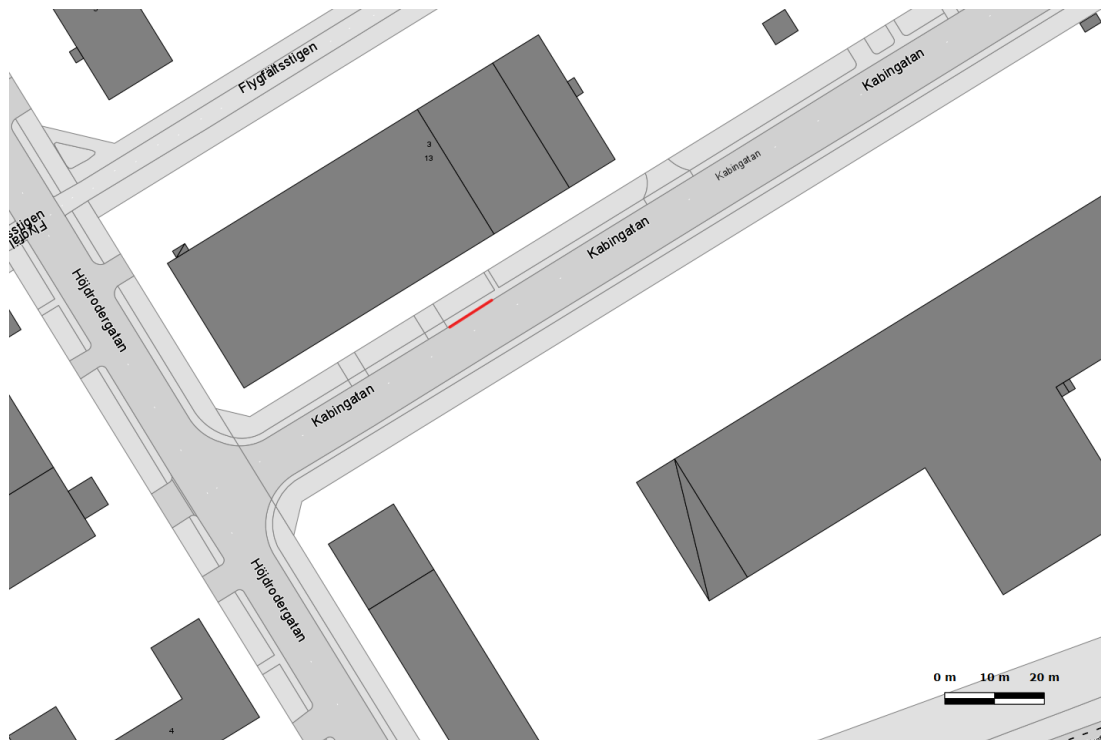 Flygfältsstigen
Kabingatan
3
13
Kabingatan
Kabingatan
Höjdrodergatan
Kabingatan
Höjdrodergatan
0 m 10 m 20 m
4